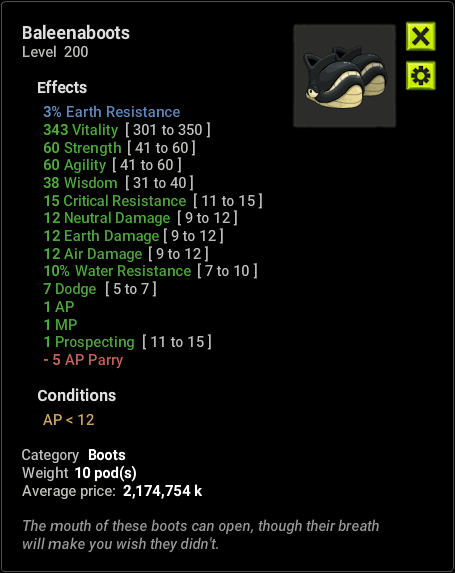 Baleenaboots
Level 200
Effects
3% Earth Resistance
343 Vitality [ 301 to 350 ]
60 Strength [ 41 to 60 ]
60 Agility [ 41 to 60 ]
38 Wisdom [ 31 to 40 ]
15 Critical Resistance [ 11 to 15 ]
12 Neutral Damage [ 9 to 12 ]
12 Earth Damage [ 9 to 12 ]
12 Air Damage [ 9 to 12 ]
10% Water Resistance [ 7 to 10 ]
7 Dodge [ 5 to 7 ]
1 AP
1 MP
1 Prospecting [ 11 to 15 ]
- 5 AP Parry
Conditions
AP < 12
Category Boots
Weight 10 pod(s)
Average price: 2,174,754 k
The mouth of these boots can open, though their breath
will make you wish they didn't.